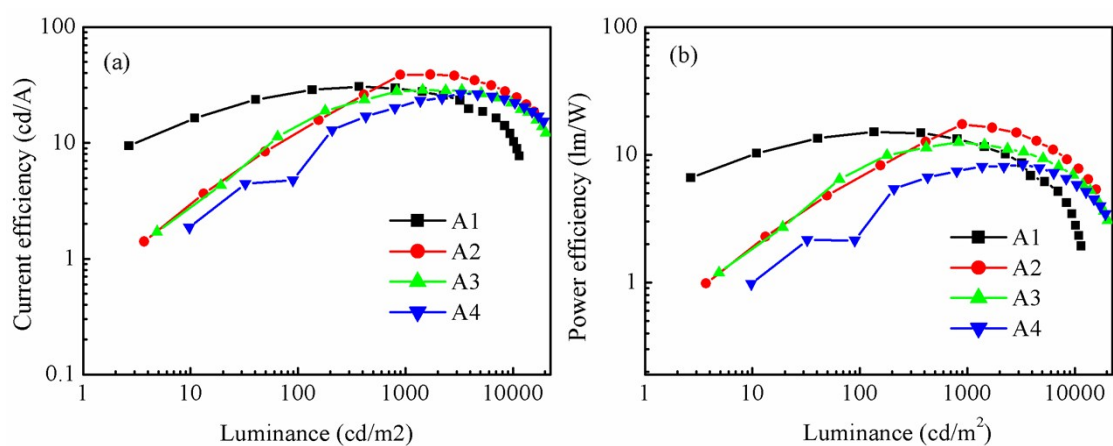 (a)
Current efficiency (cd/A)
100
10
1
0.1
A1
A2
A3
A4
1 10 100 1000 10000
Luminance (cd/m2)
(b)
Power efficiency (lm/W)
100
10
1
A1
A2
A3
A4
1 10 100 1000 10000
Luminance (cd/m²)